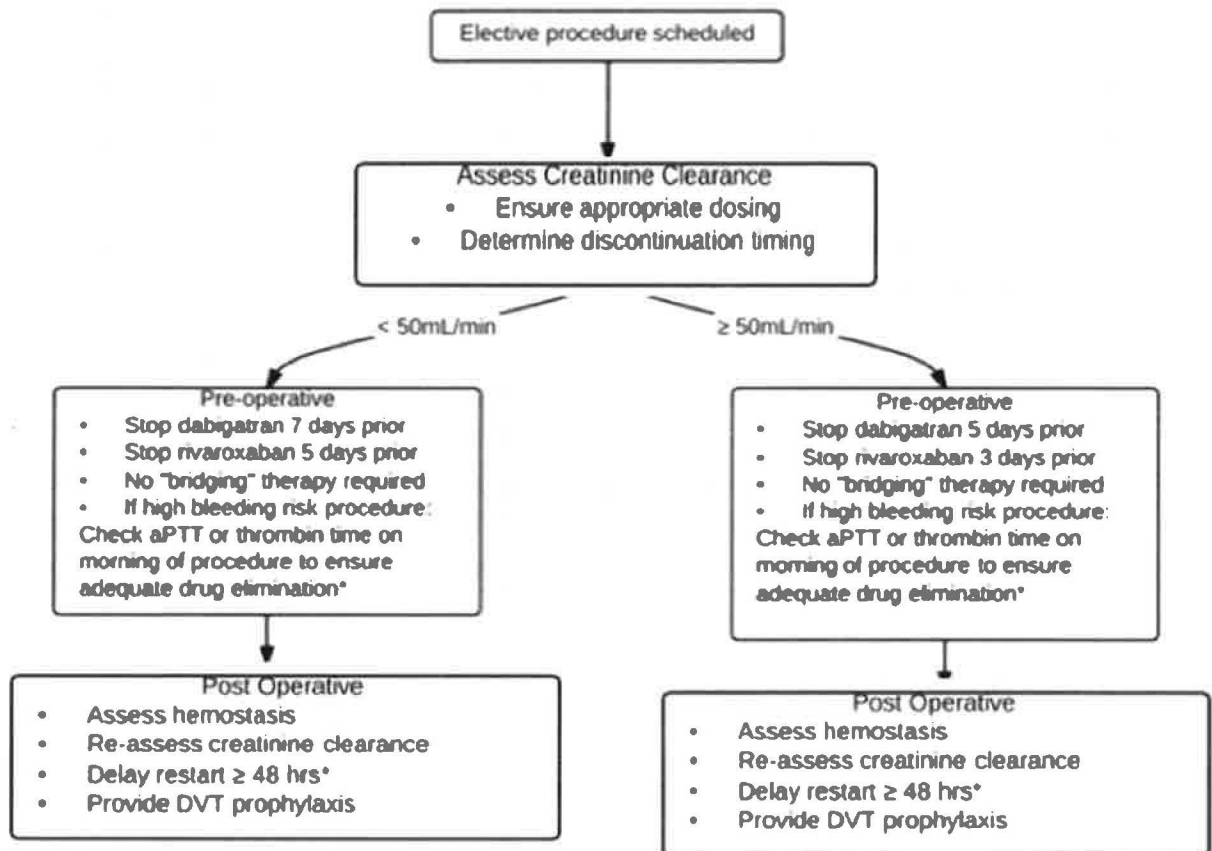 Elective procedure scheduled
Assess Creatinine Clearance
• Ensure appropriate dosing
• Determine discontinuation timing
< 50mL/min
≥ 50mL/min
Pre-operative
• Stop dabigatran 7 days prior
• Stop rivaroxaban 5 days prior
• No "bridging" therapy required
• If high bleeding risk procedure:
Check aPTT or thrombin time on
morning of procedure to ensure
adequate drug elimination*
Post Operative
• Assess hemostasis
• Re-assess creatinine clearance
• Delay restart ≥ 48 hrs*
• Provide DVT prophylaxis
Pre-operative
• Stop dabigatran 5 days prior
• Stop rivaroxaban 3 days prior
• No "bridging" therapy required
• If high bleeding risk procedure:
Check aPTT or thrombin time on
morning of procedure to ensure
adequate drug elimination*
Post Operative
• Assess hemostasis
• Re-assess creatinine clearance
• Delay restart ≥ 48 hrs*
• Provide DVT prophylaxis